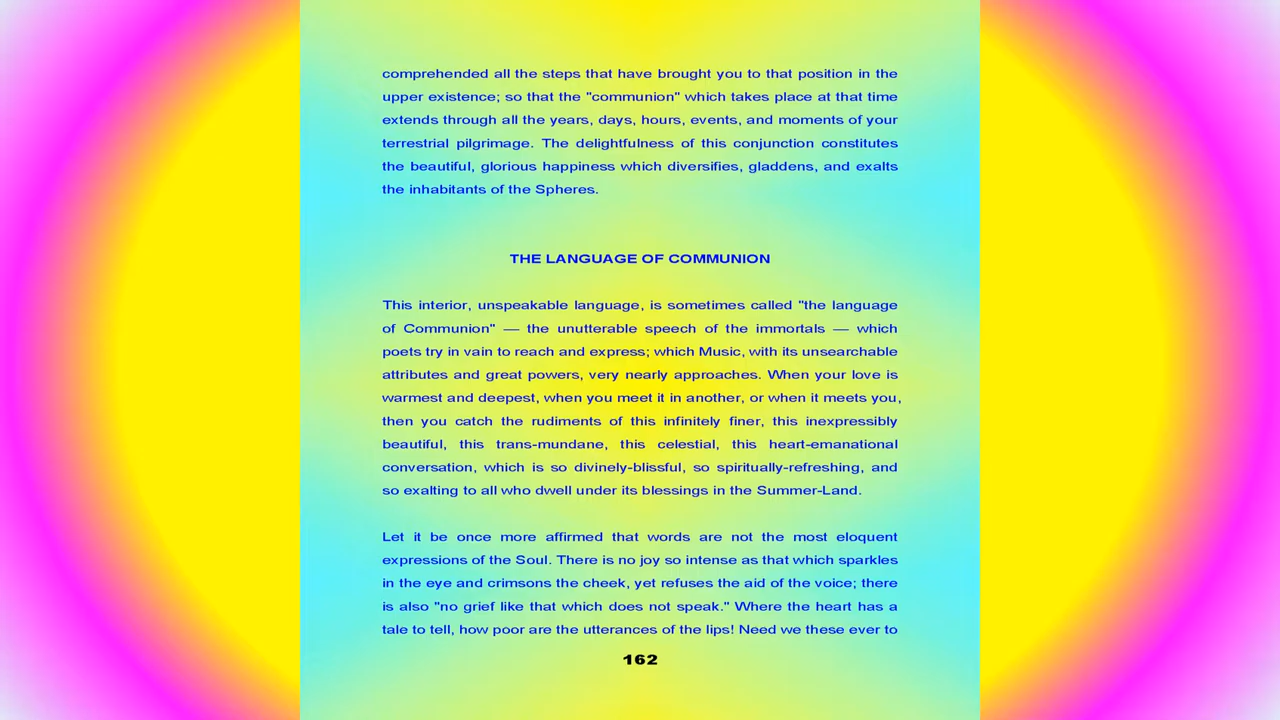 comprehended all the steps that have brought you to that position in the
upper existence; so that the "communion" which takes place at that time
extends through all the years, days, hours, events, and moments of your
terrestrial pilgrimage. The delightfulness of this conjunction constitutes
the beautiful, glorious happiness which diversifies, gladdens, and exalts
the inhabitants of the Spheres.
THE LANGUAGE OF COMMUNION
This interior, unspeakable language, is sometimes called "the language
of Communion" — the unutterable speech of the immortals — which
poets try in vain to reach and express; which Music, with its unsearchable
attributes and great powers, very nearly approaches. When your love is
warmest and deepest, when you meet it in another, or when it meets you,
then you catch the rudiments of this infinitely finer, this inexpressibly
beautiful, this trans-mundane, this celestial, this heart-emanational
conversation, which is so divinely-blissful, so spiritually-refreshing, and
so exalting to all who dwell under its blessings in the Summer-Land.
Let it be once more affirmed that words are not the most eloquent
expressions of the Soul. There is no joy so intense as that which sparkles
in the eye and crimsons the cheek, yet refuses the aid of the voice; there
is also "no grief like that which does not speak." Where the heart has a
tale to tell, how poor are the utterances of the lips! Need we these ever to
162